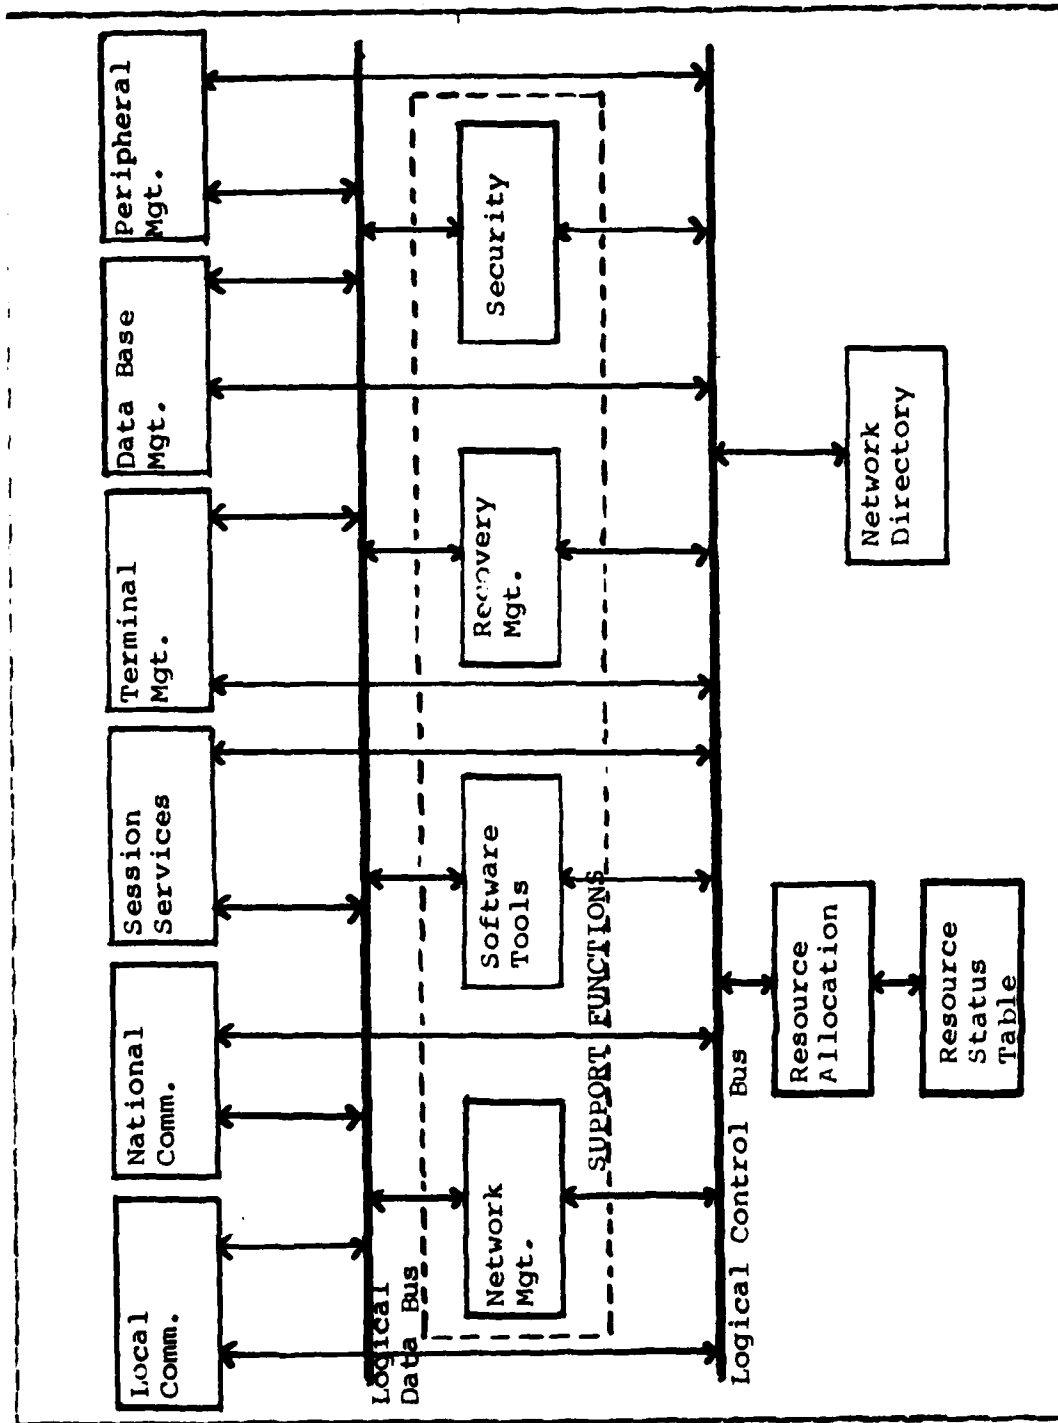 Local
Comm.
National
Comm.
Session
Services
Terminal
Mgt.
Data Base
Mgt.
Peripheral
Mgt.
Logical
Data Bus
Network
Mgt.
Software
Tools
Recovery
Mgt.
Security
SUPPORT FUNCTIONS
Logical Control Bus
Resource
Allocation
Resource
Status
Table
Network
Directory